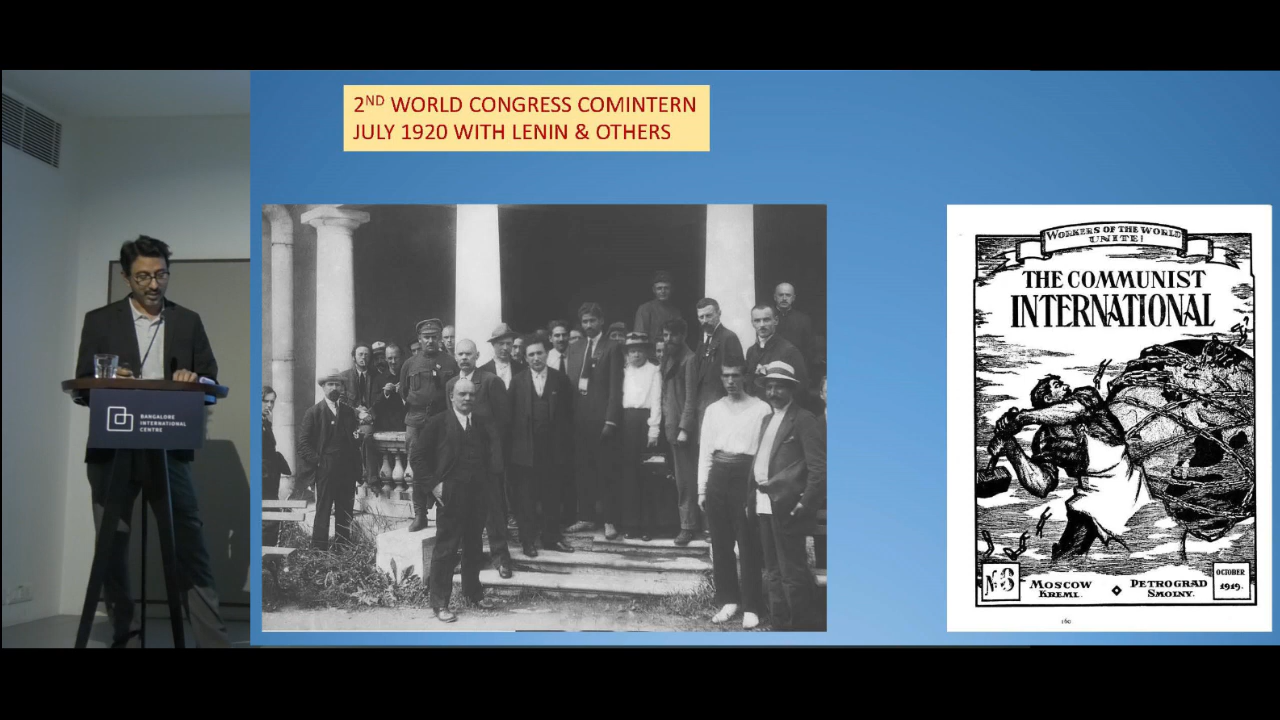 2ND WORLD CONGRESS COMINTERN
JULY 1920 WITH LENIN & OTHERS
BANGALORE
INTERNATIONAL
CENTRE
WORKERS OF THE WORLD
UNITE!
THE COMMUNIST
INTERNATIONAL
No 6
MOSCOW
KREML.
PETROGRAD
SMOLNY.
OCTOBER
1919.
160